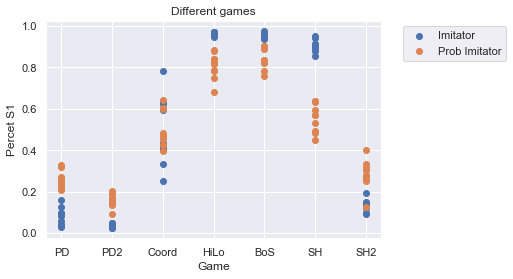 Different games
Imitator
Prob Imitator
1.0
0.8
0.6
0.4
0.2
0.0
Percet S1
PD
PD2
Coord
HiLo
BoS
SH
SH2
Game